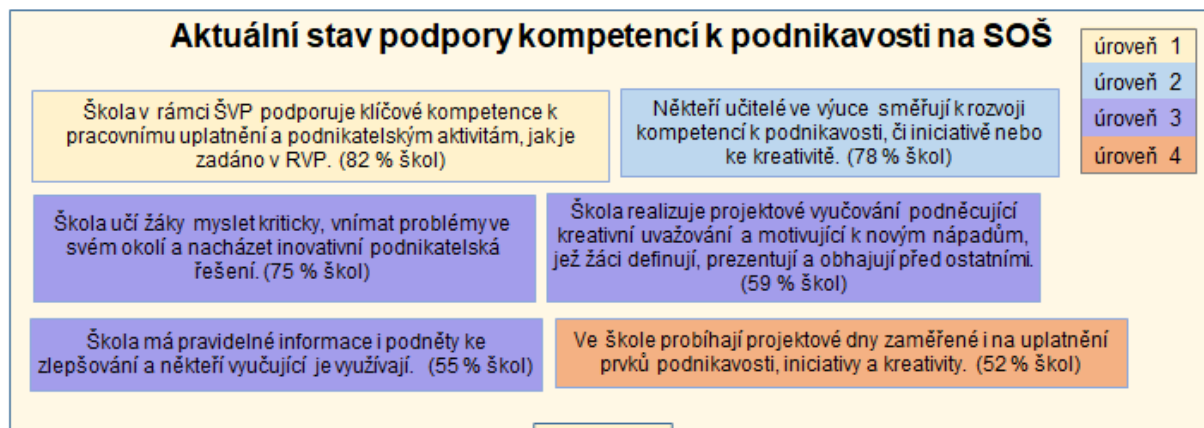 Aktuální stav podpory kompetencí k podnikavosti na SOŠ
úroveň 1
úroveň 2
úroveň 3
úroveň 4
Škola v rámci ŠVP podporuje klíčové kompetence k
pracovnímu uplatnění a podnikatelským aktivitám, jak je
zadáno v RVP. (82 % škol)
Někteří učitelé ve výuce směřují k rozvoji
kompetencí k podnikavosti, či iniciativě nebo
ke kreativitě. (78 % škol)
Škola učí žáky myslet kriticky, vnímat problémy ve
svém okolí a nacházet inovativní podnikatelská
řešení. (75 % škol)
Škola realizuje projektové vyučování podněcující
kreativní uvažování a motivující k novým nápadům,
jež žáci definují, prezentují a obhajují před ostatními.
(59 % škol)
Škola má pravidelné informace i podněty ke
zlepšování a někteří vyučující je využívají. (55 % škol)
Ve škole probíhají projektové dny zaměřené i na uplatnění
prvků podnikavosti, iniciativy a kreativity. (52 % škol)